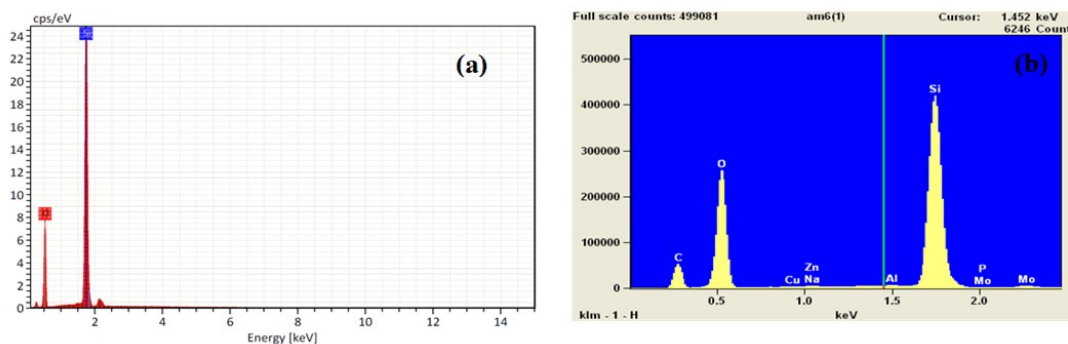 cps/eV
24
22
20
18
16
14
12
10
8
6
4
2
0
2 4 6 8 10 12 14
Energy [keV]
(a)
Full scale counts: 499081 am6(1) Cursor: 1.452 keV
6246 Count
(b)
500000
400000
300000
200000
100000
0
C
O
Cu
Zn
Na
Al
Si
P
Mo
Mo
0.5 1.0 1.5 2.0
klm - 1 - H keV